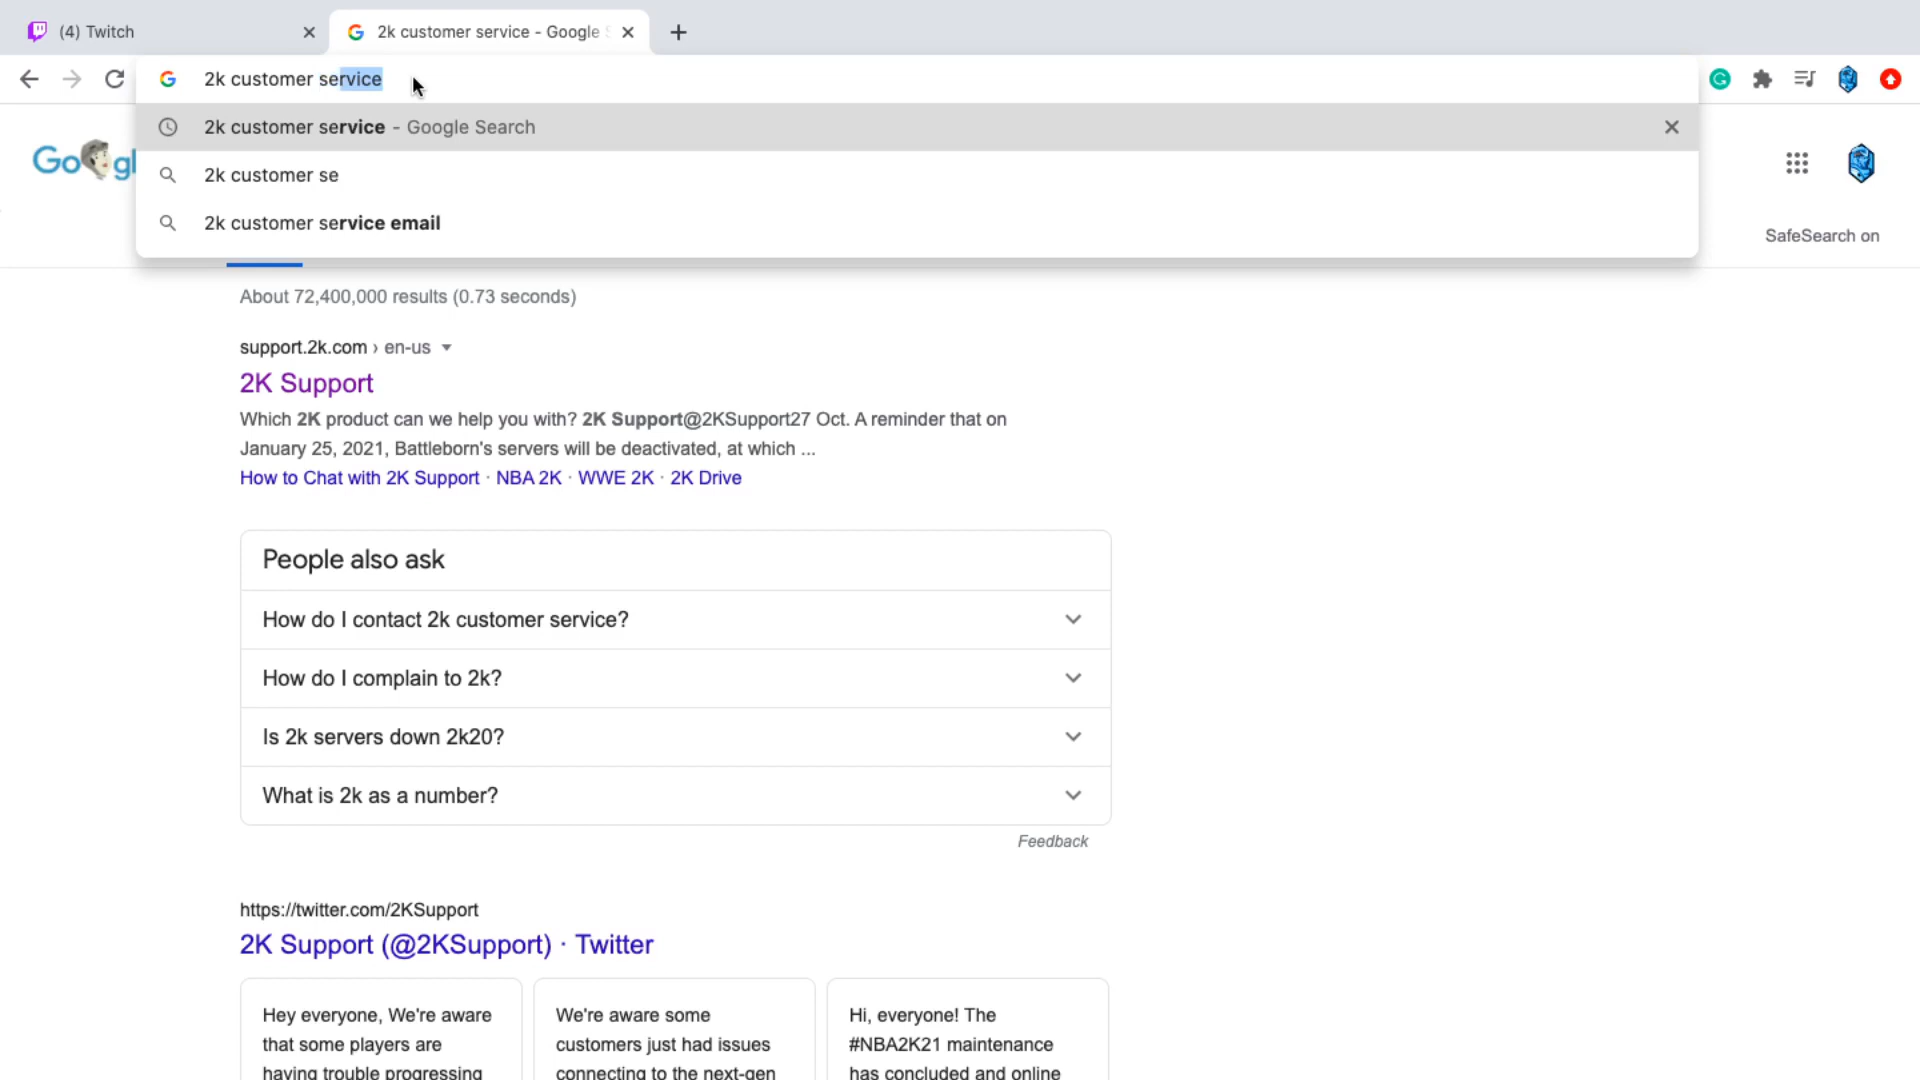 (4) Twitch
2k customer service - Google S
2k customer service
2k customer service - Google Search
2k customer se
2k customer service email
Googl
SafeSearch on
About 72,400,000 results (0.73 seconds)
support.2k.com › en-us
2K Support
Which 2K product can we help you with? 2K Support@2KSupport27 Oct. A reminder that on
January 25, 2021, Battleborn's servers will be deactivated, at which ...
How to Chat with 2K Support · NBA 2K · WWE 2K · 2K Drive
People also ask
How do I contact 2k customer service?
How do I complain to 2k?
Is 2k servers down 2k20?
What is 2k as a number?
Feedback
https://twitter.com/2KSupport
2K Support (@2KSupport) · Twitter
Hey everyone, We're aware
that some players are
having trouble progressing
We're aware some
customers just had issues
connecting to the next-gen
Hi, everyone! The
#NBA2K21 maintenance
has concluded and online